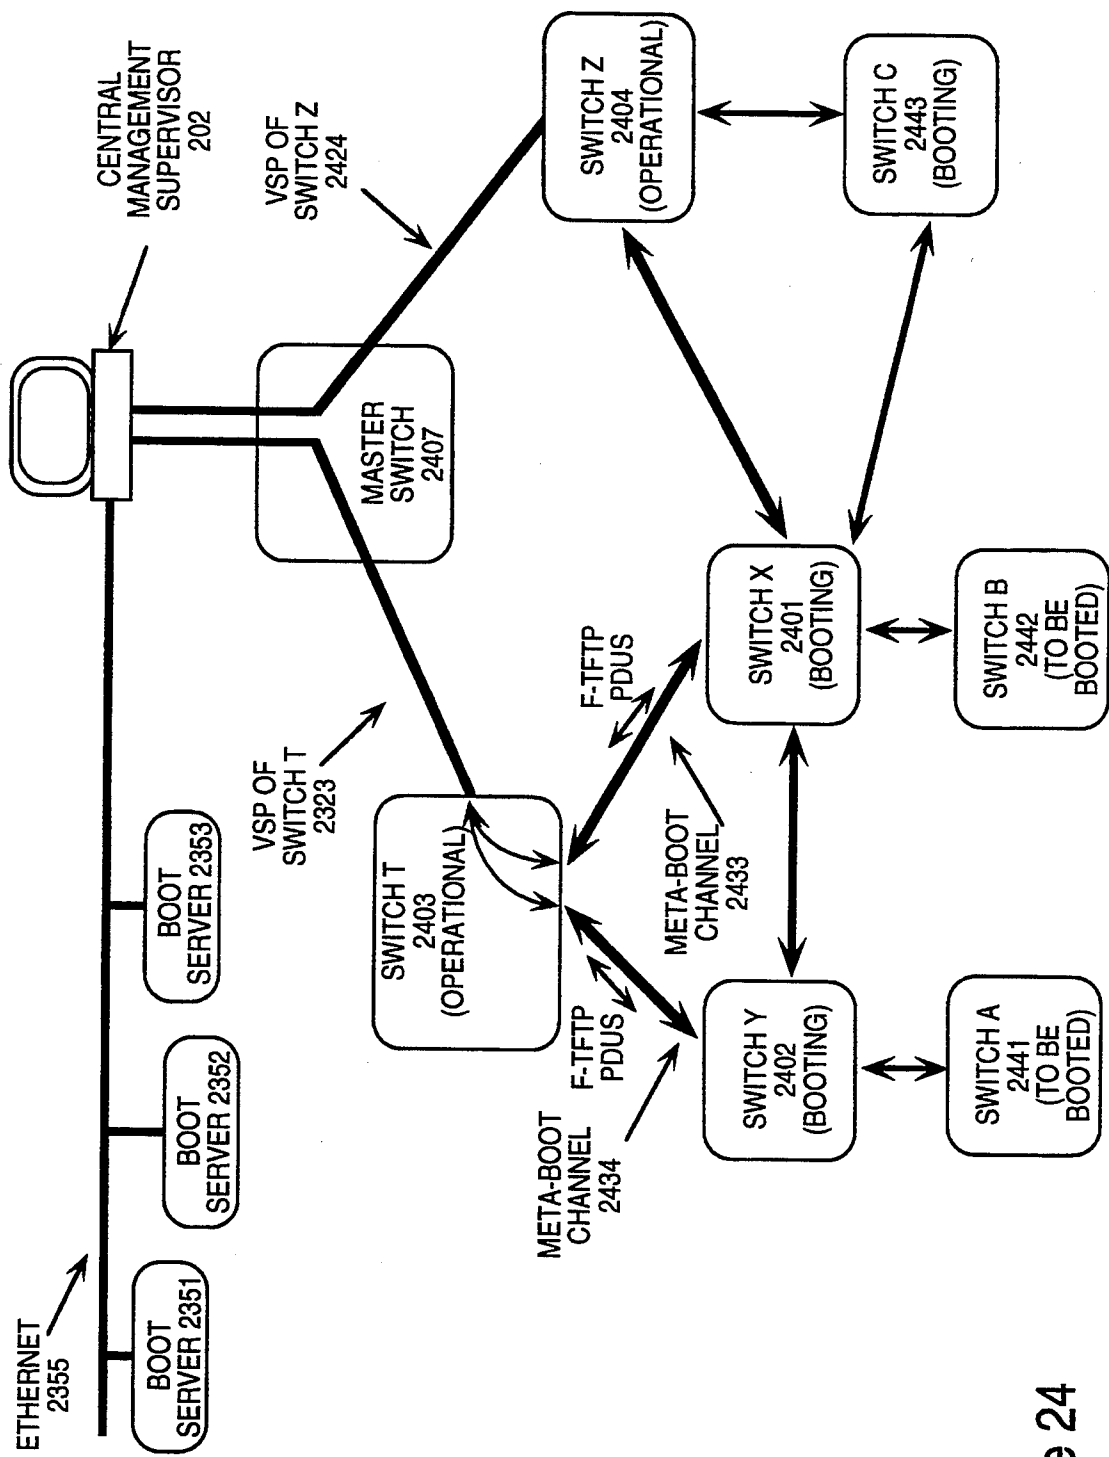 ETHERNET
2355
BOOT
SERVER 2351
BOOT
SERVER 2352
BOOT
SERVER 2353
CENTRAL
MANAGEMENT
SUPERVISOR
202
MASTER
SWITCH
2407
VSP OF
SWITCH T
2323
VSP OF
SWITCH Z
2424
SWITCH T
2403
(OPERATIONAL)
SWITCH Z
2404
(OPERATIONAL)
META-BOOT
CHANNEL
2434
F-TFTP
PDUS
META-BOOT
CHANNEL
2433
F-TFTP
PDUS
SWITCH Y
2402
(BOOTING)
SWITCH X
2401
(BOOTING)
SWITCH C
2443
(BOOTING)
SWITCH A
2441
(TO BE
BOOTED)
SWITCH B
2442
(TO BE
BOOTED)
e 24